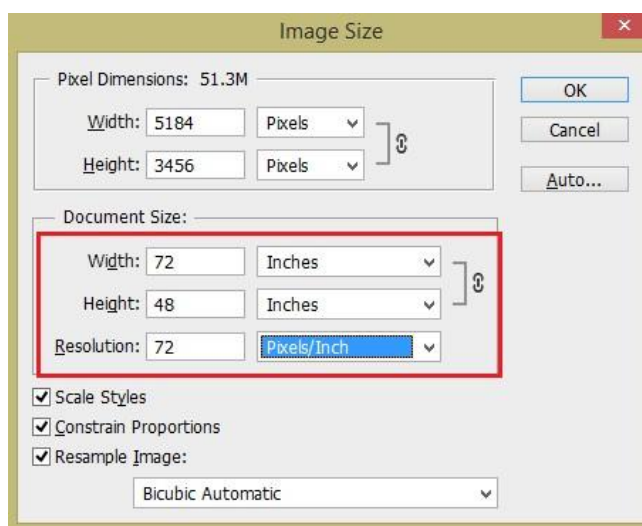 Image Size
Pixel Dimensions: 51.3M
OK
Width: 5184 Pixels
Cancel
Height: 3456 Pixels
Auto...
Document Size:
Width: 72 Inches
Height: 48 Inches
Resolution: 72 Pixels/Inch
Scale Styles
Constrain Proportions
Resample Image:
Bicubic Automatic